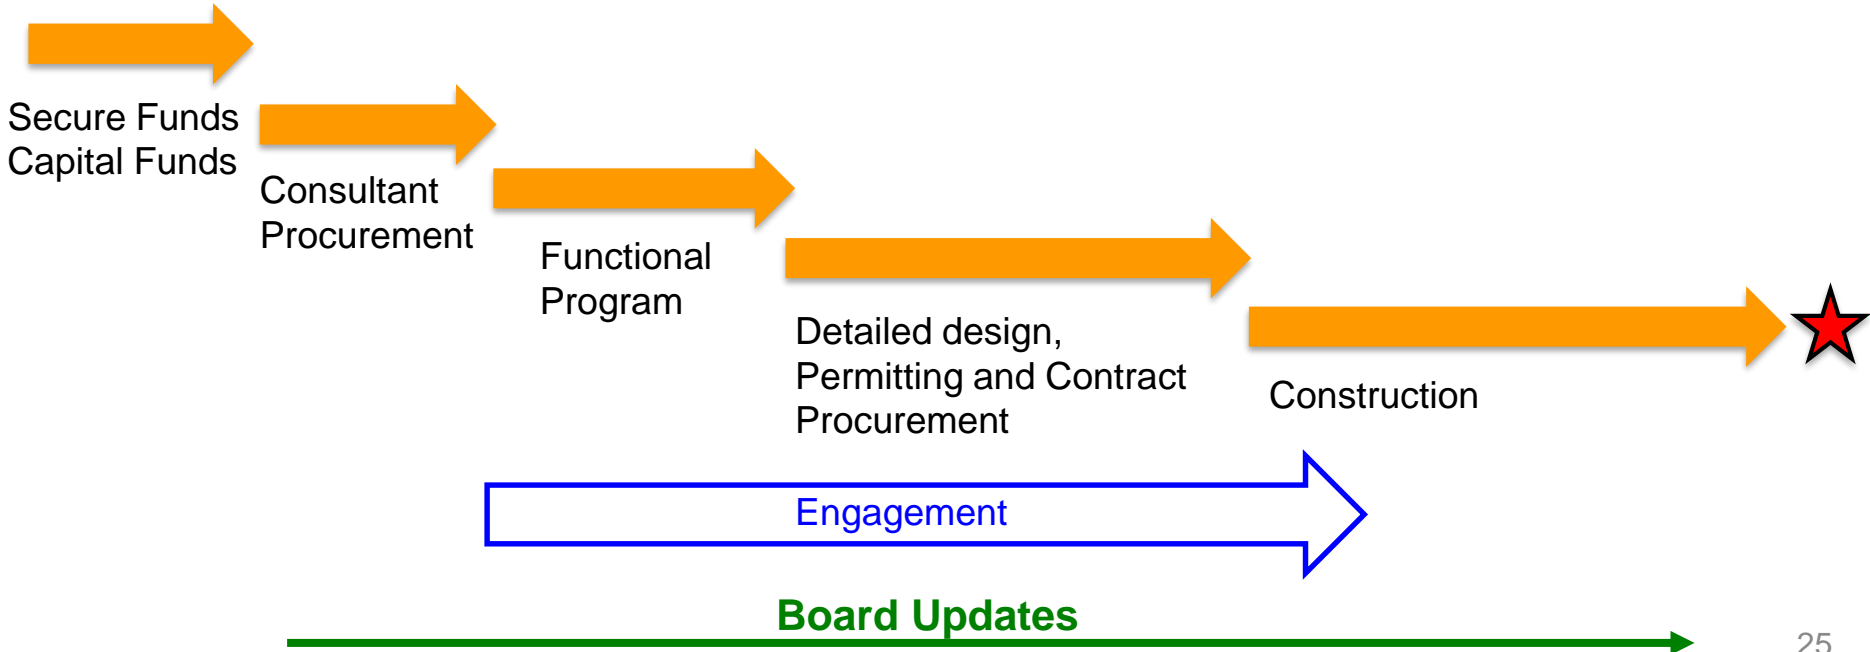 Secure Funds
Capital Funds
Consultant
Procurement
Functional
Program
Detailed design,
Permitting and Contract
Procurement
Construction
Engagement
Board Updates
25